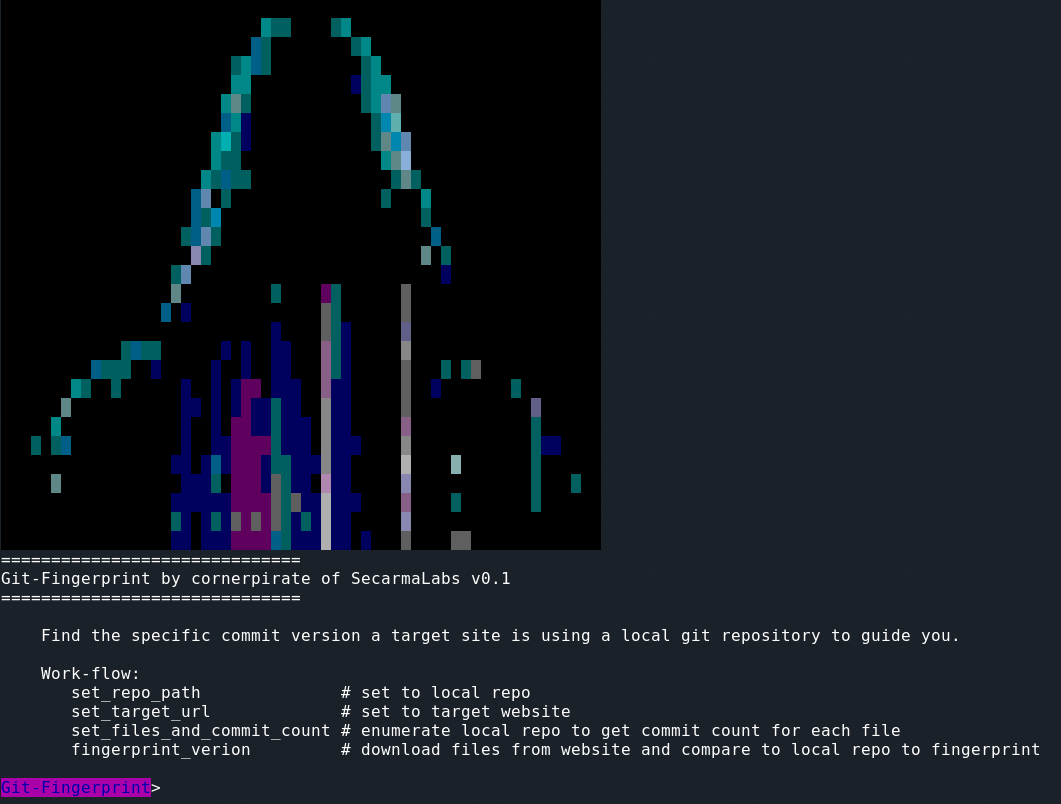 ==============================
Git-Fingerprint by cornerpirate of SecarmaLabs v0.1
==============================
Find the specific commit version a target site is using a local git repository to guide you.
Work-flow:
set_repo_path # set to local repo
set_target_url # set to target website
set_files_and_commit_count # enumerate local repo to get commit count for each file
fingerprint_verion # download files from website and compare to local repo to fingerprint
Git-Fingerprint>